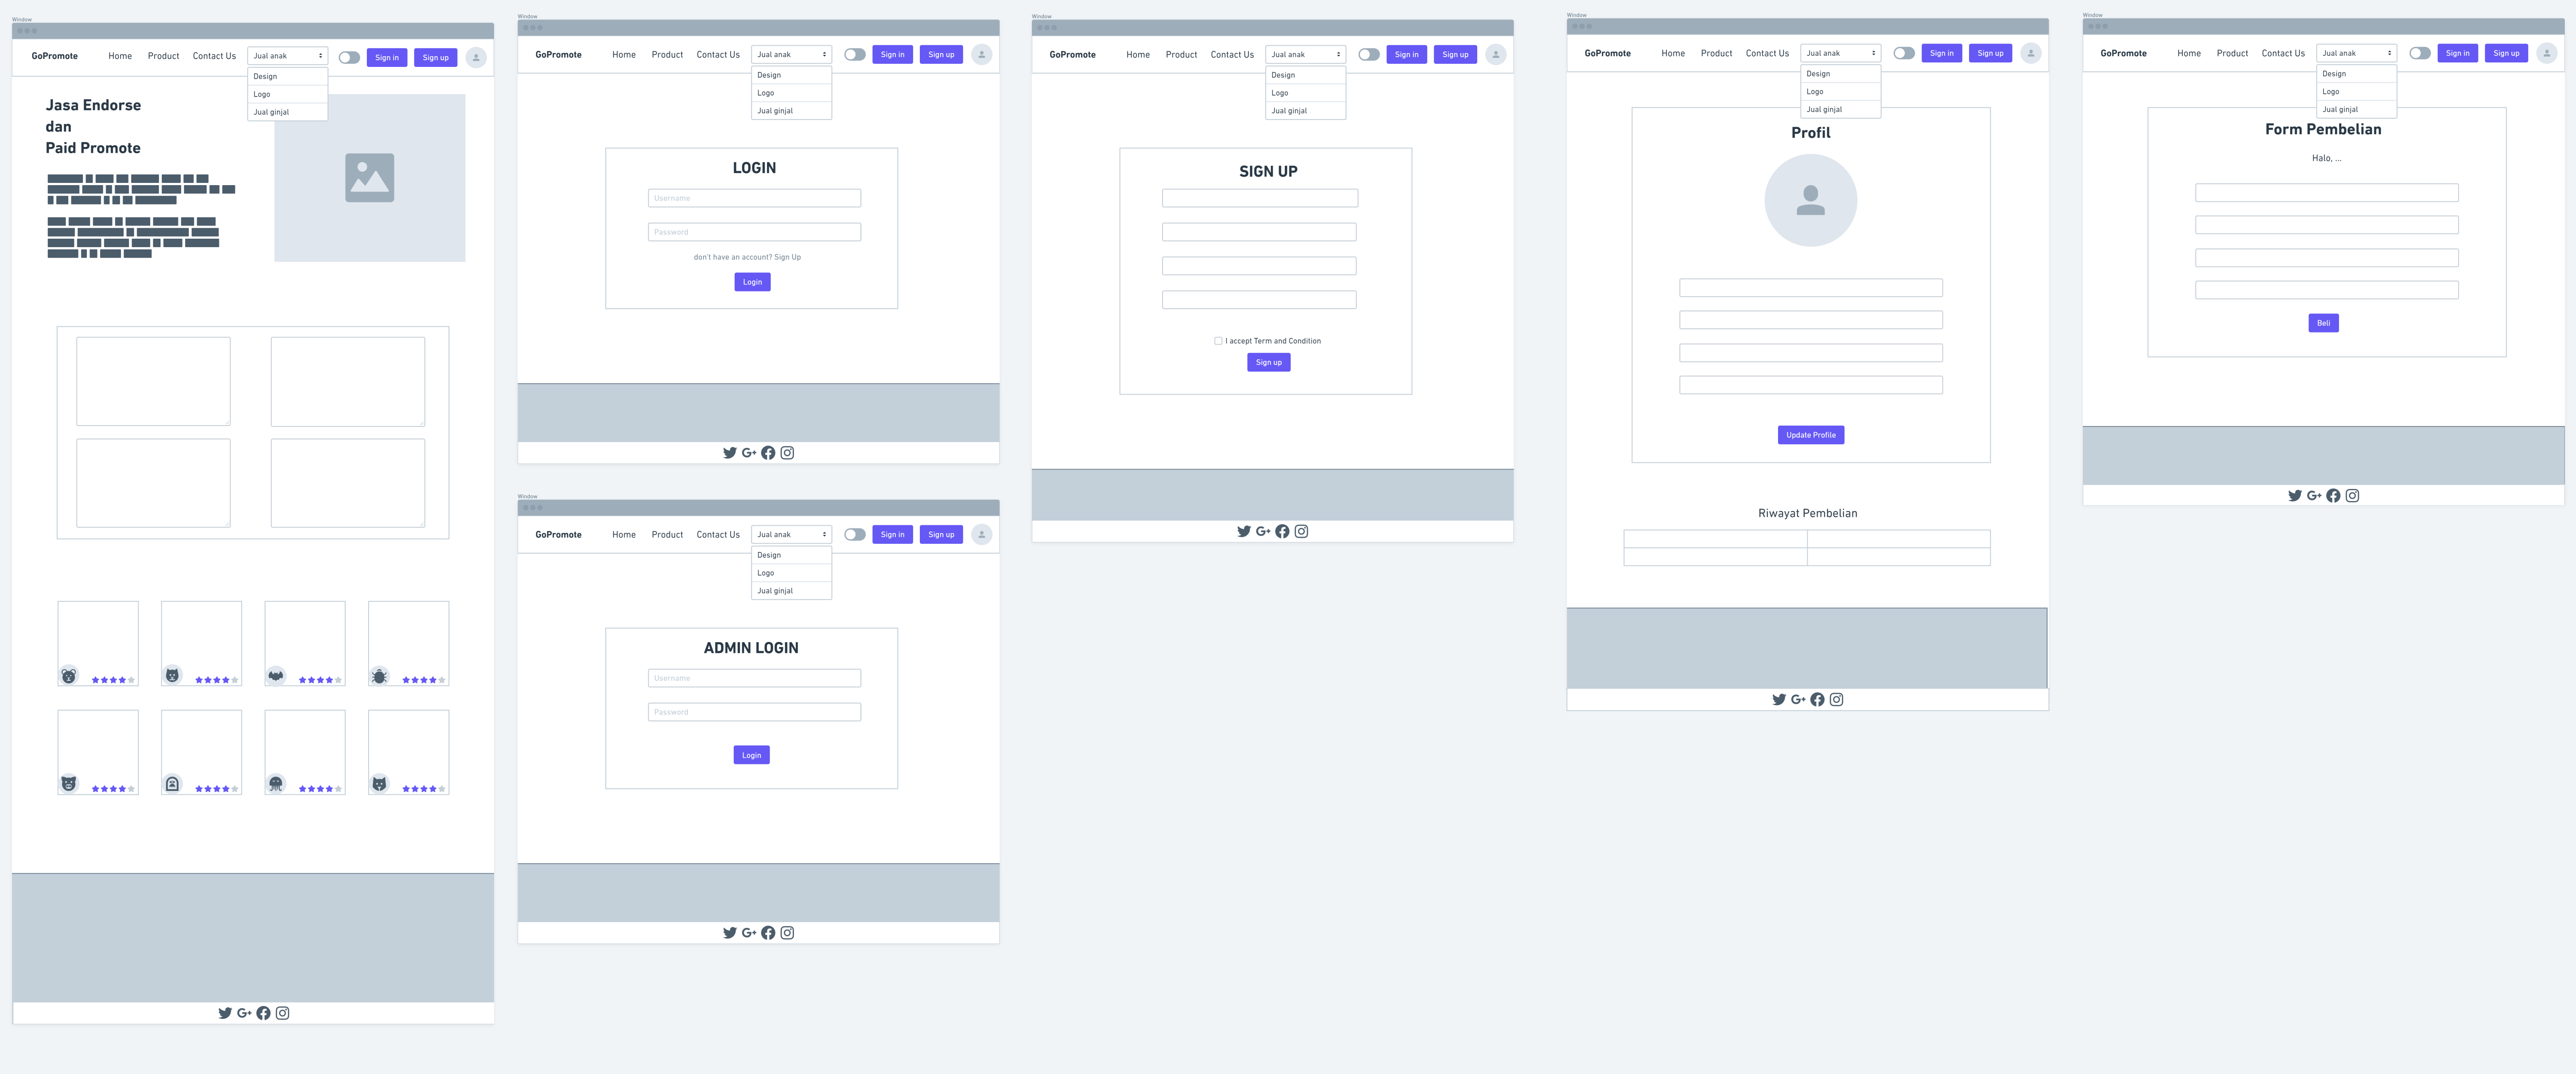 Window
GoPromote Home Product Contact Us Jual anak Sign in Sign up
Design
Logo
Jual ginjal
Jasa Endorse
dan
Paid Promote
Window
GoPromote Home Product Contact Us Jual anak Sign in Sign up
Design
Logo
Jual ginjal
LOGIN
Username
Password
don't have an account? Sign Up
Login
Window
GoPromote Home Product Contact Us Jual anak Sign in Sign up
Design
Logo
Jual ginjal
ADMIN LOGIN
Username
Password
Login
Window
GoPromote Home Product Contact Us Jual anak Sign in Sign up
Design
Logo
Jual ginjal
SIGN UP
I accept Term and Condition
Sign up
Window
GoPromote Home Product Contact Us Jual anak Sign in Sign up
Design
Logo
Jual ginjal
Profil
Update Profile
Riwayat Pembelian
Window
GoPromote Home Product Contact Us Jual anak Sign in Sign up
Design
Logo
Jual ginjal
Form Pembelian
Halo, ...
Beli